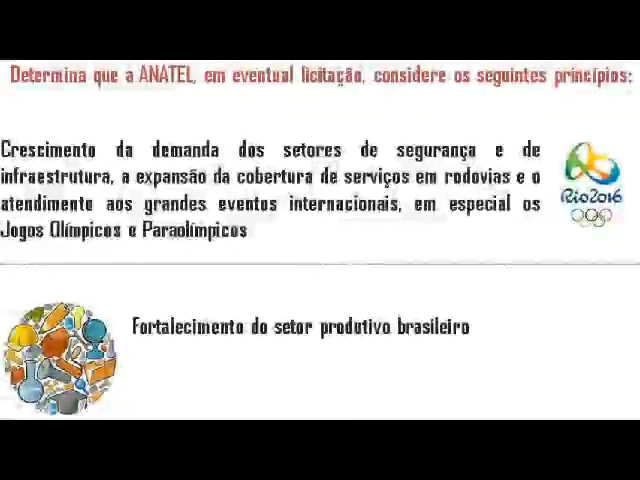 Determina que a ANATEL, em eventual licitação, considere os seguintes princípios:
Crescimento da demanda dos setores de segurança e de
infraestrutura, a expansão da cobertura de serviços em rodovias e o
atendimento aos grandes eventos internacionais, em especial os
Jogos Olímpicos e Paraolímpicos
Rio2016
Fortalecimento do setor produtivo brasileiro